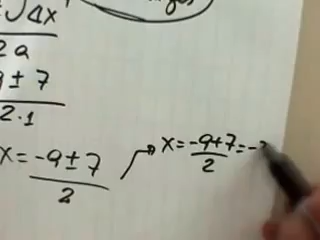 √Δx
2a
± 7
2·1
x = -9 ± 7
2
x = -9+7 = -
2